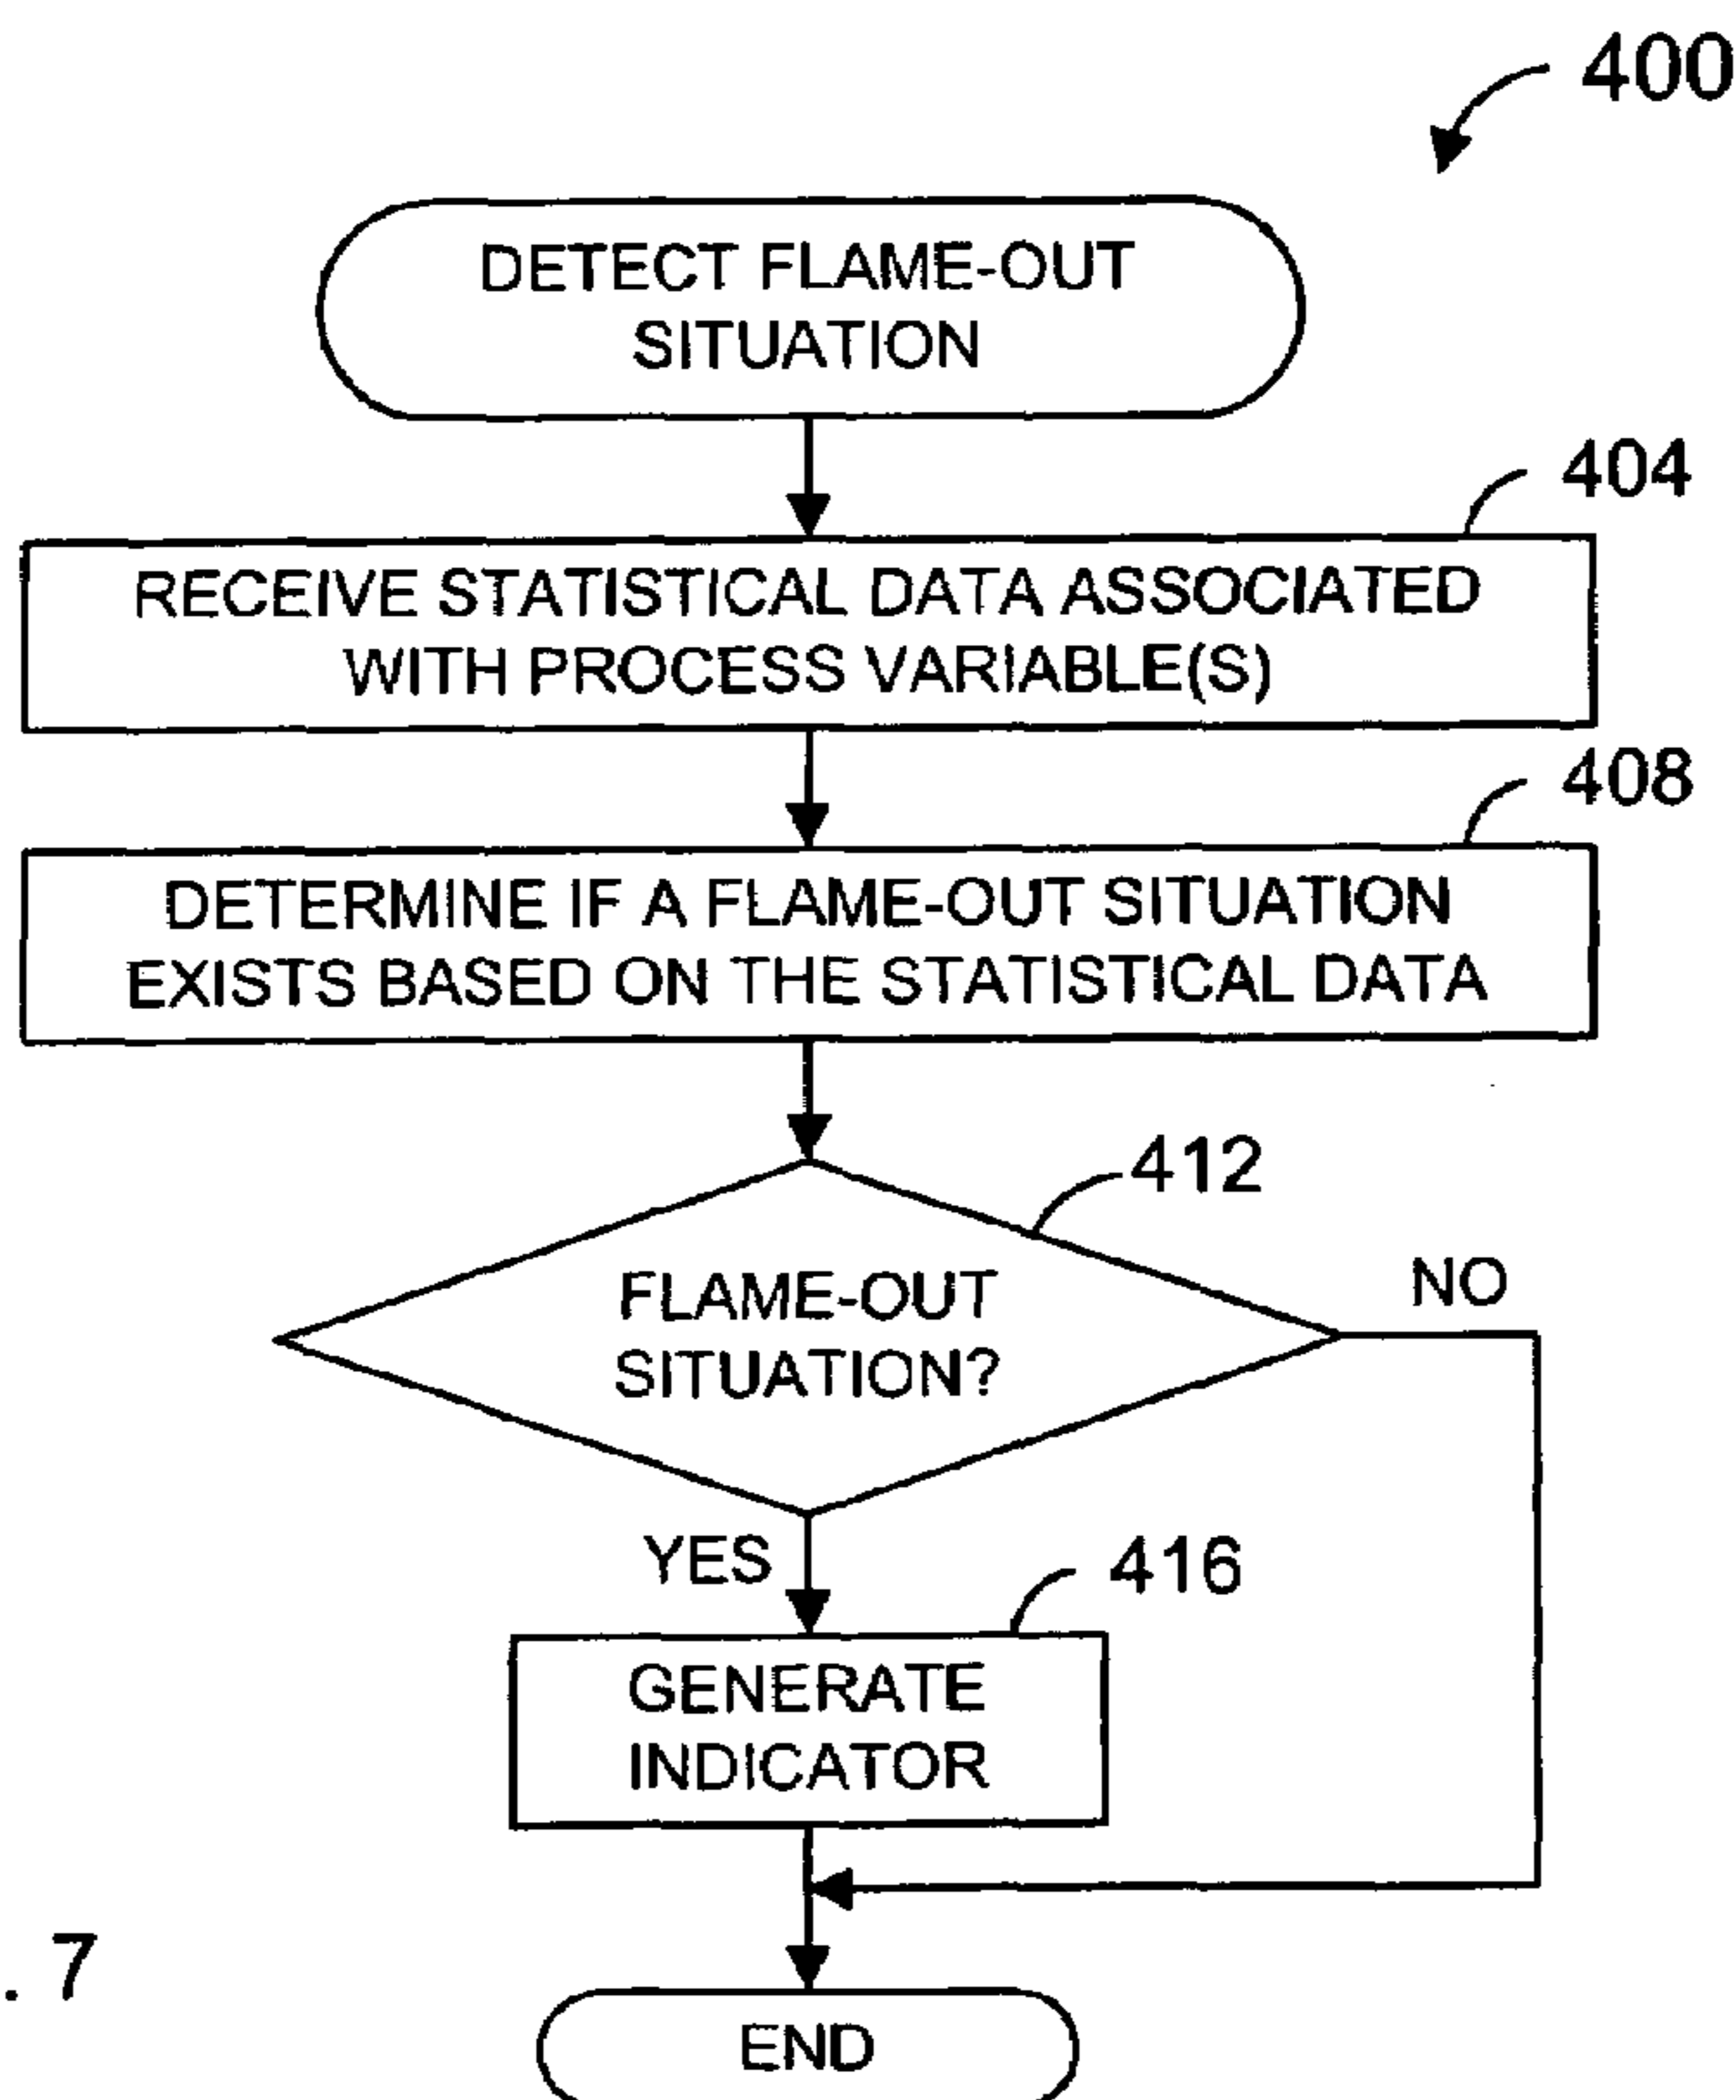 400
DETECT FLAME-OUT
SITUATION
404
RECEIVE STATISTICAL DATA ASSOCIATED
WITH PROCESS VARIABLE(S)
408
DETERMINE IF A FLAME-OUT SITUATION
EXISTS BASED ON THE STATISTICAL DATA
412
FLAME-OUT
SITUATION?
NO
YES
416
GENERATE
INDICATOR
. 7
END